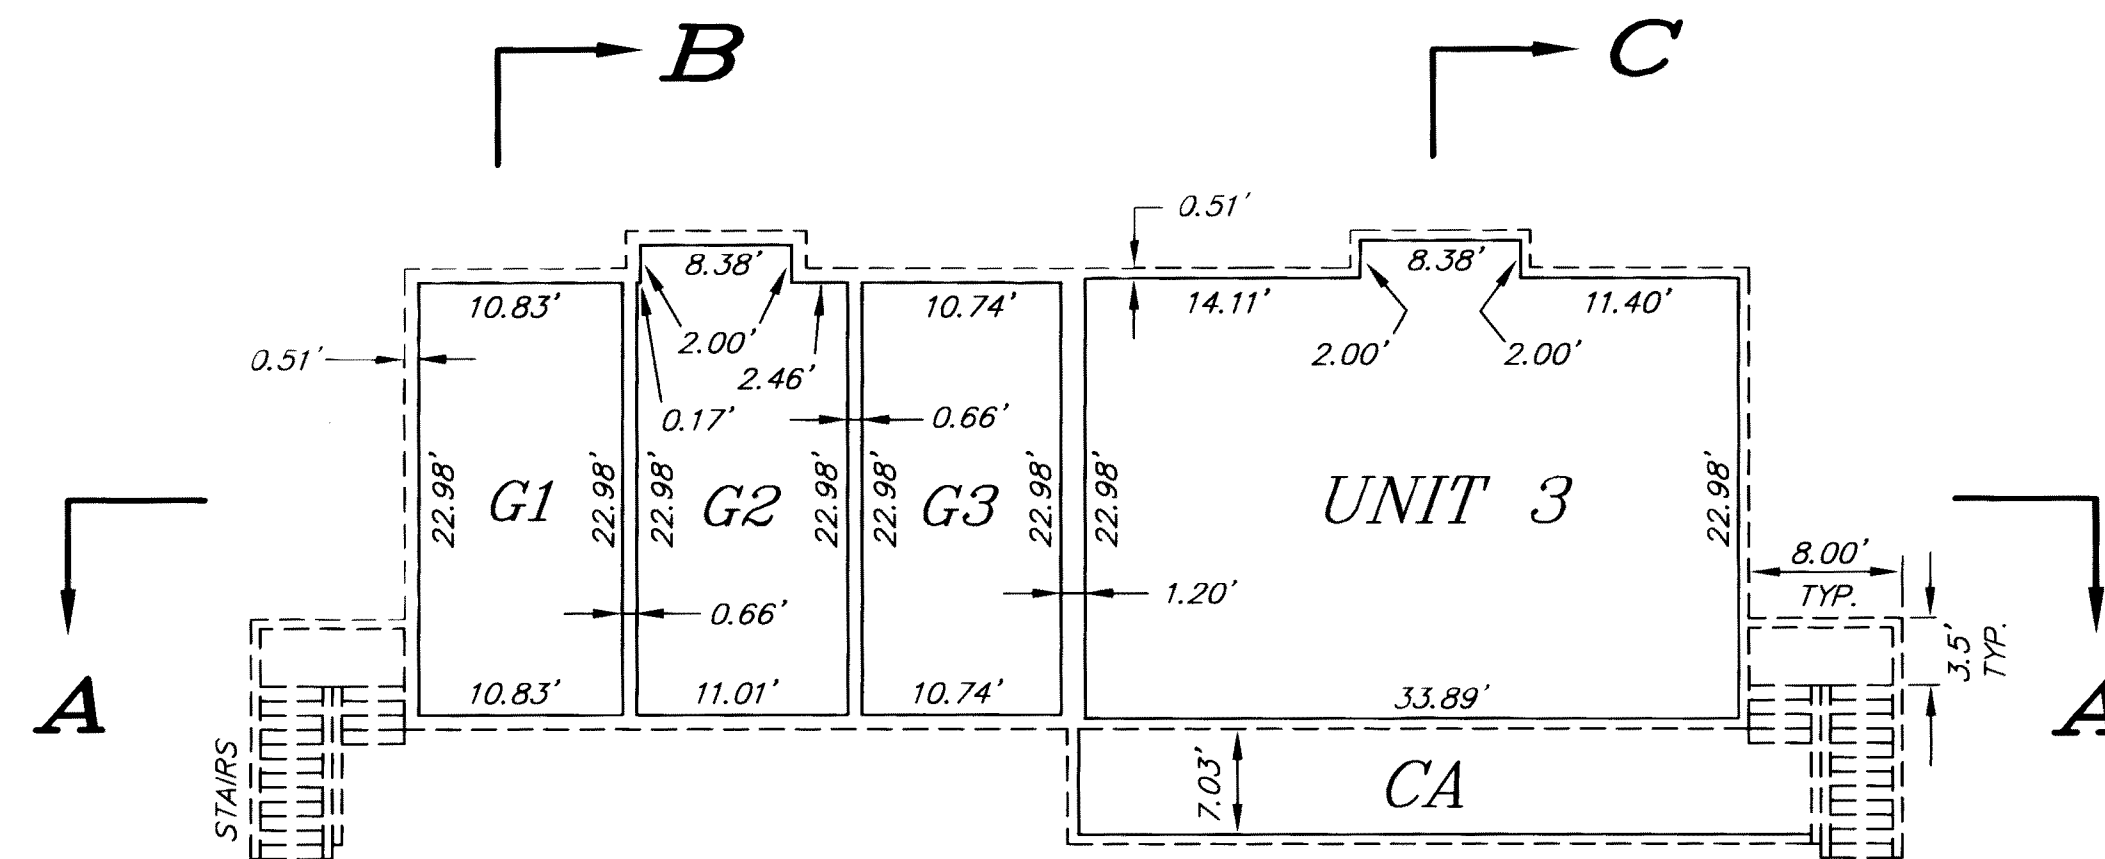 B
C
0.51'
8.38'
8.38'
10.83'
10.74'
14.11'
11.40'
0.51'
2.00'
2.00'
2.00'
2.46'
0.17'
0.66'
22.98'
G1
22.98'
22.98'
G2
22.98'
22.98'
G3
22.98'
22.98'
UNIT 3
22.98'
8.00'
TYP.
0.66'
1.20'
3.5'
TYP.
A
10.83'
11.01'
10.74'
33.89'
A
STAIRS
7.03'
CA